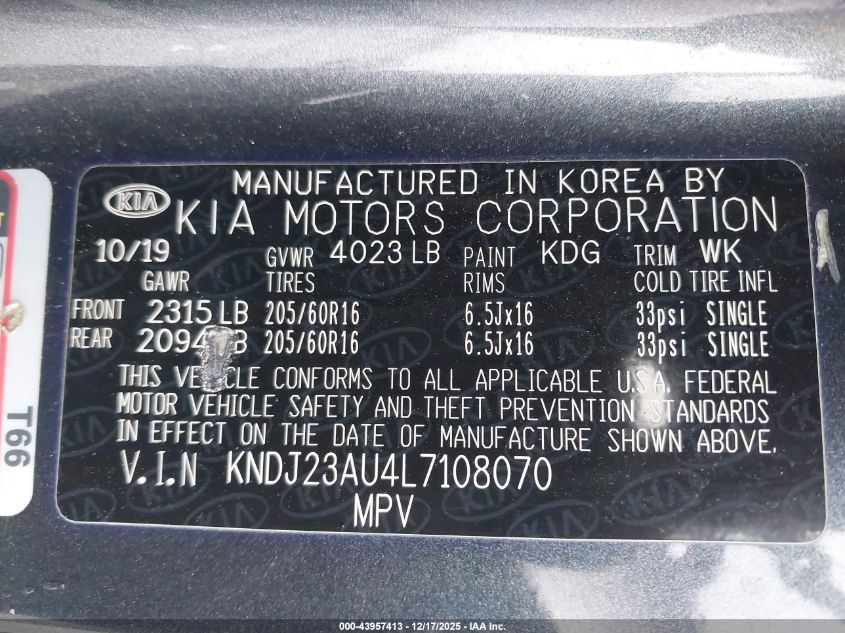 MANUFACTURED IN KOREA BY
KIA KIA MOTORS CORPORATION
10/19 GVWR 4023 LB PAINT KDG TRIM WK
GAWR TIRES RIMS COLD TIRE INFL
FRONT 2315 LB 205/60R16 6.5Jx16 33psi SINGLE
REAR 2094 LB 205/60R16 6.5Jx16 33psi SINGLE
THIS VEHICLE CONFORMS TO ALL APPLICABLE U.S.A. FEDERAL
MOTOR VEHICLE SAFETY AND THEFT PREVENTION STANDARDS
IN EFFECT ON THE DATE OF MANUFACTURE SHOWN ABOVE.
V.I.N KNDJ23AU4L7108070
MPV
T66
000-43957413 - 12/17/2025 - IAA Inc.